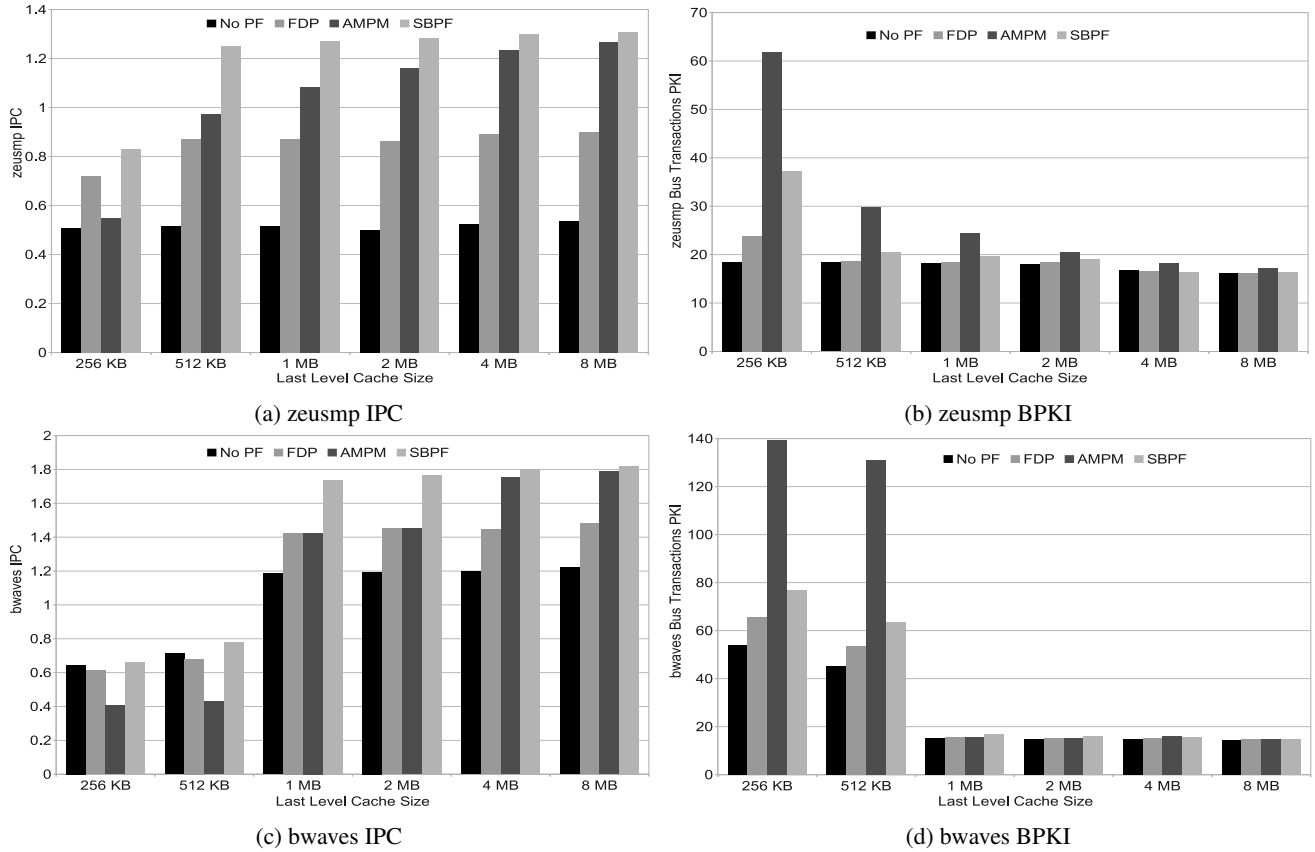 zeusmp IPC
1.4
1.2
1
0.8
0.6
0.4
0.2
0
No PF FDP AMPM SBPF
256 KB 512 KB 1 MB 2 MB 4 MB 8 MB
Last Level Cache Size
(a) zeusmp IPC
zeusmp Bus Transactions PKI
70
60
50
40
30
20
10
0
No PF FDP AMPM SBPF
256 KB 512 KB 1 MB 2 MB 4 MB 8 MB
Last Level Cache Size
(b) zeusmp BPKI
bwaves IPC
2
1.8
1.6
1.4
1.2
1
0.8
0.6
0.4
0.2
0
No PF FDP AMPM SBPF
256 KB 512 KB 1 MB 2 MB 4 MB 8 MB
Last Level Cache Size
(c) bwaves IPC
bwaves Bus Transactions PKI
140
120
100
80
60
40
20
0
No PF FDP AMPM SBPF
256 KB 512 KB 1 MB 2 MB 4 MB 8 MB
Last Level Cache Size
(d) bwaves BPKI